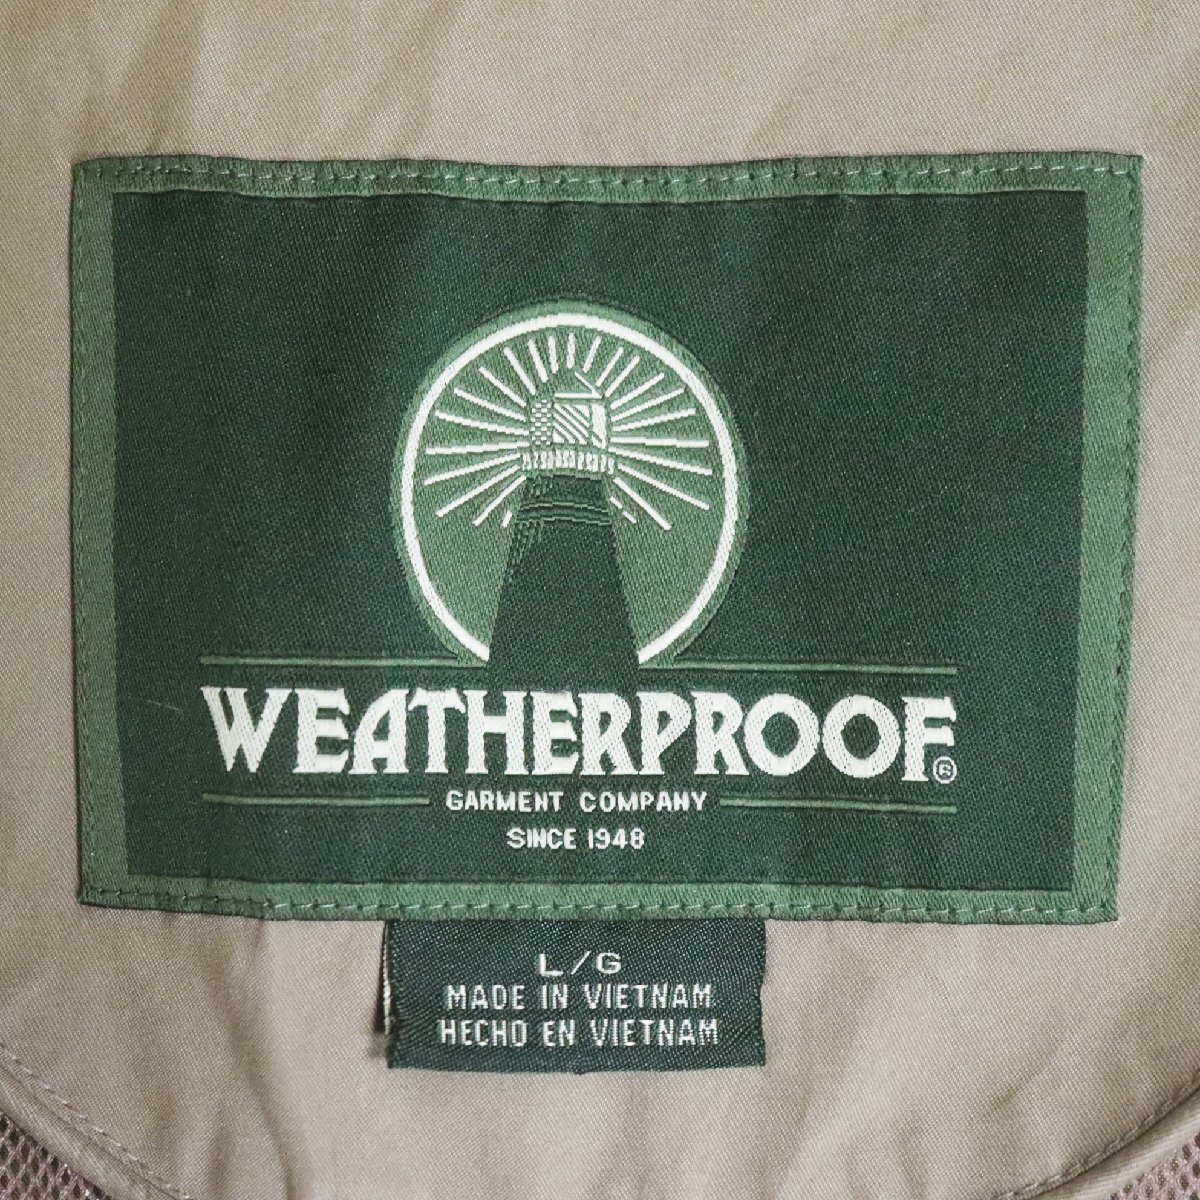 WEATHERPROOF®
GARMENT COMPANY
SINCE 1948
L/G
MADE IN VIETNAM
HECHO EN VIETNAM